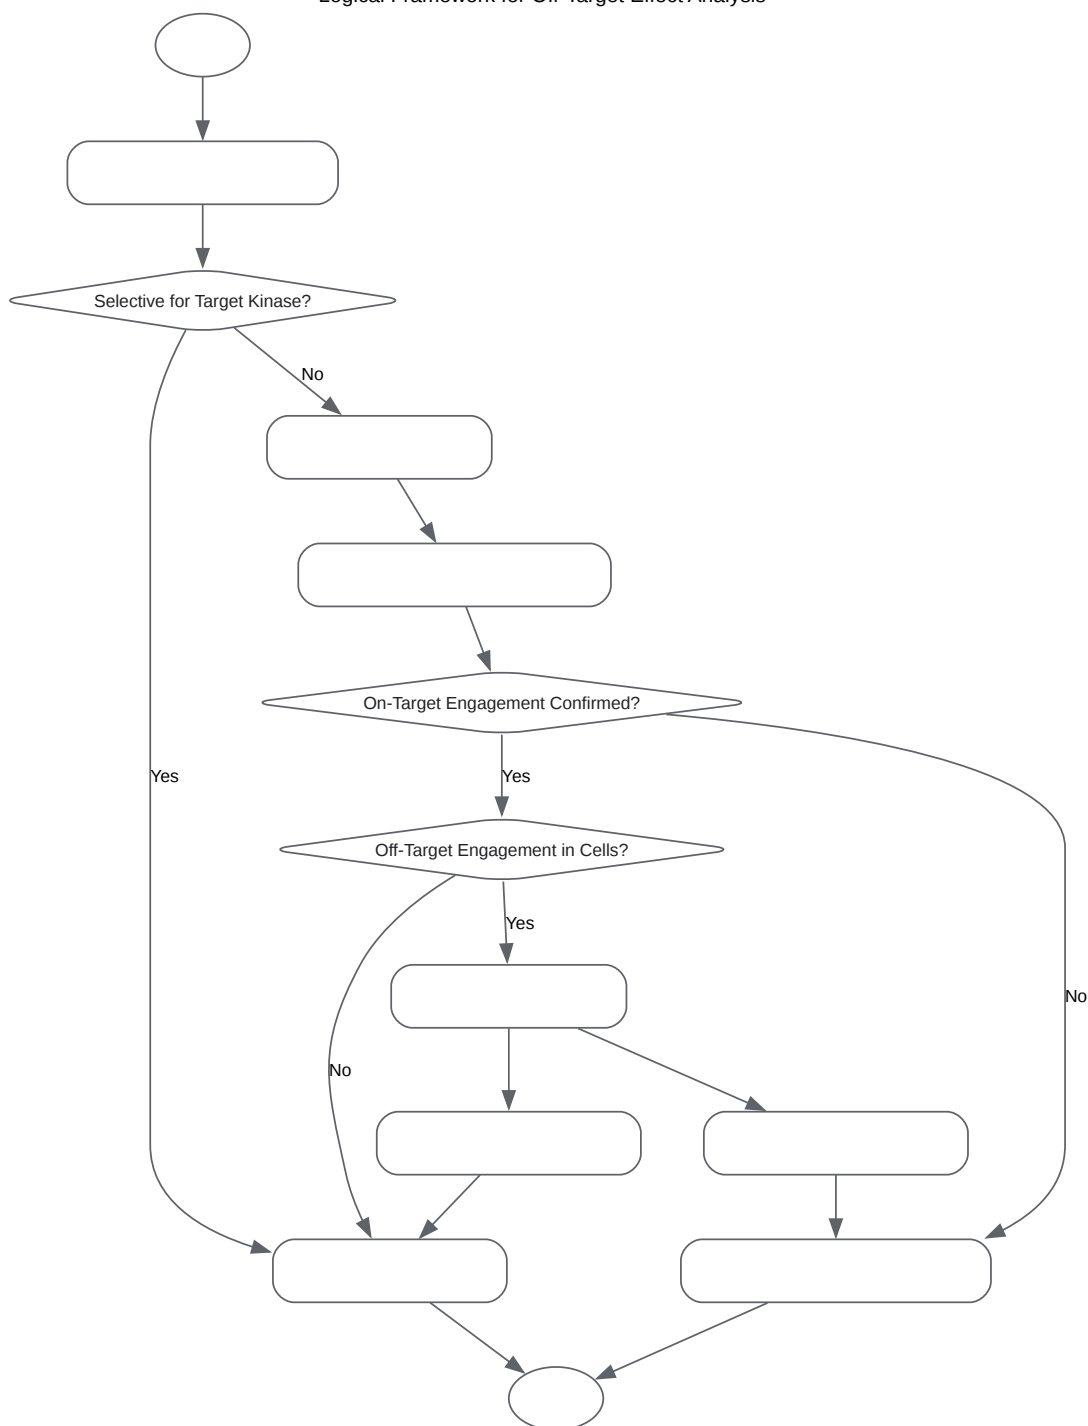 Logical Framework for Off-Target Effect Analysis
Selective for Target Kinase?
No
On-Target Engagement Confirmed?
Yes
Yes
Off-Target Engagement in Cells?
Yes
No
No